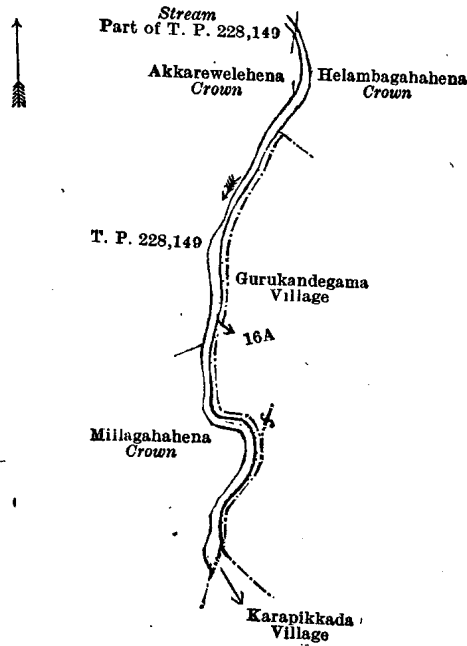 Stream
Part of T. P. 228,149
Akkarewelehena
Crown
Helambagahahena
Crown
T. P. 228,149
Gurukandegama
Village
16A
Millagahahena
Crown
Karapikkada
Village